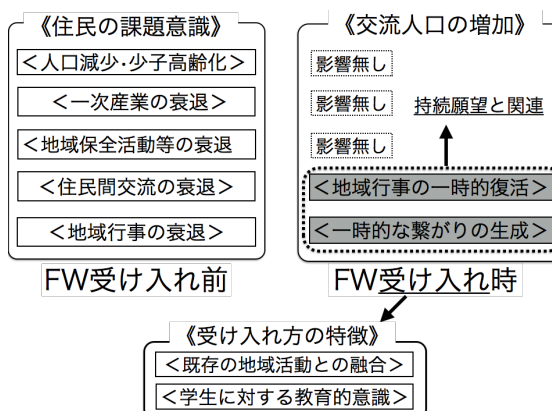 《住民の課題意識》
<人口減少･少子高齢化>
<一次産業の衰退>
<地域保全活動等の衰退
<住民間交流の衰退>
<地域行事の衰退>
FW受け入れ前
《交流人口の増加》
影響無し
影響無し
影響無し
持続願望と関連
<地域行事の一時的復活>
<一時的な繋がりの生成>
FW受け入れ時
《受け入れ方の特徴》
<既存の地域活動との融合>
<学生に対する教育的意識>